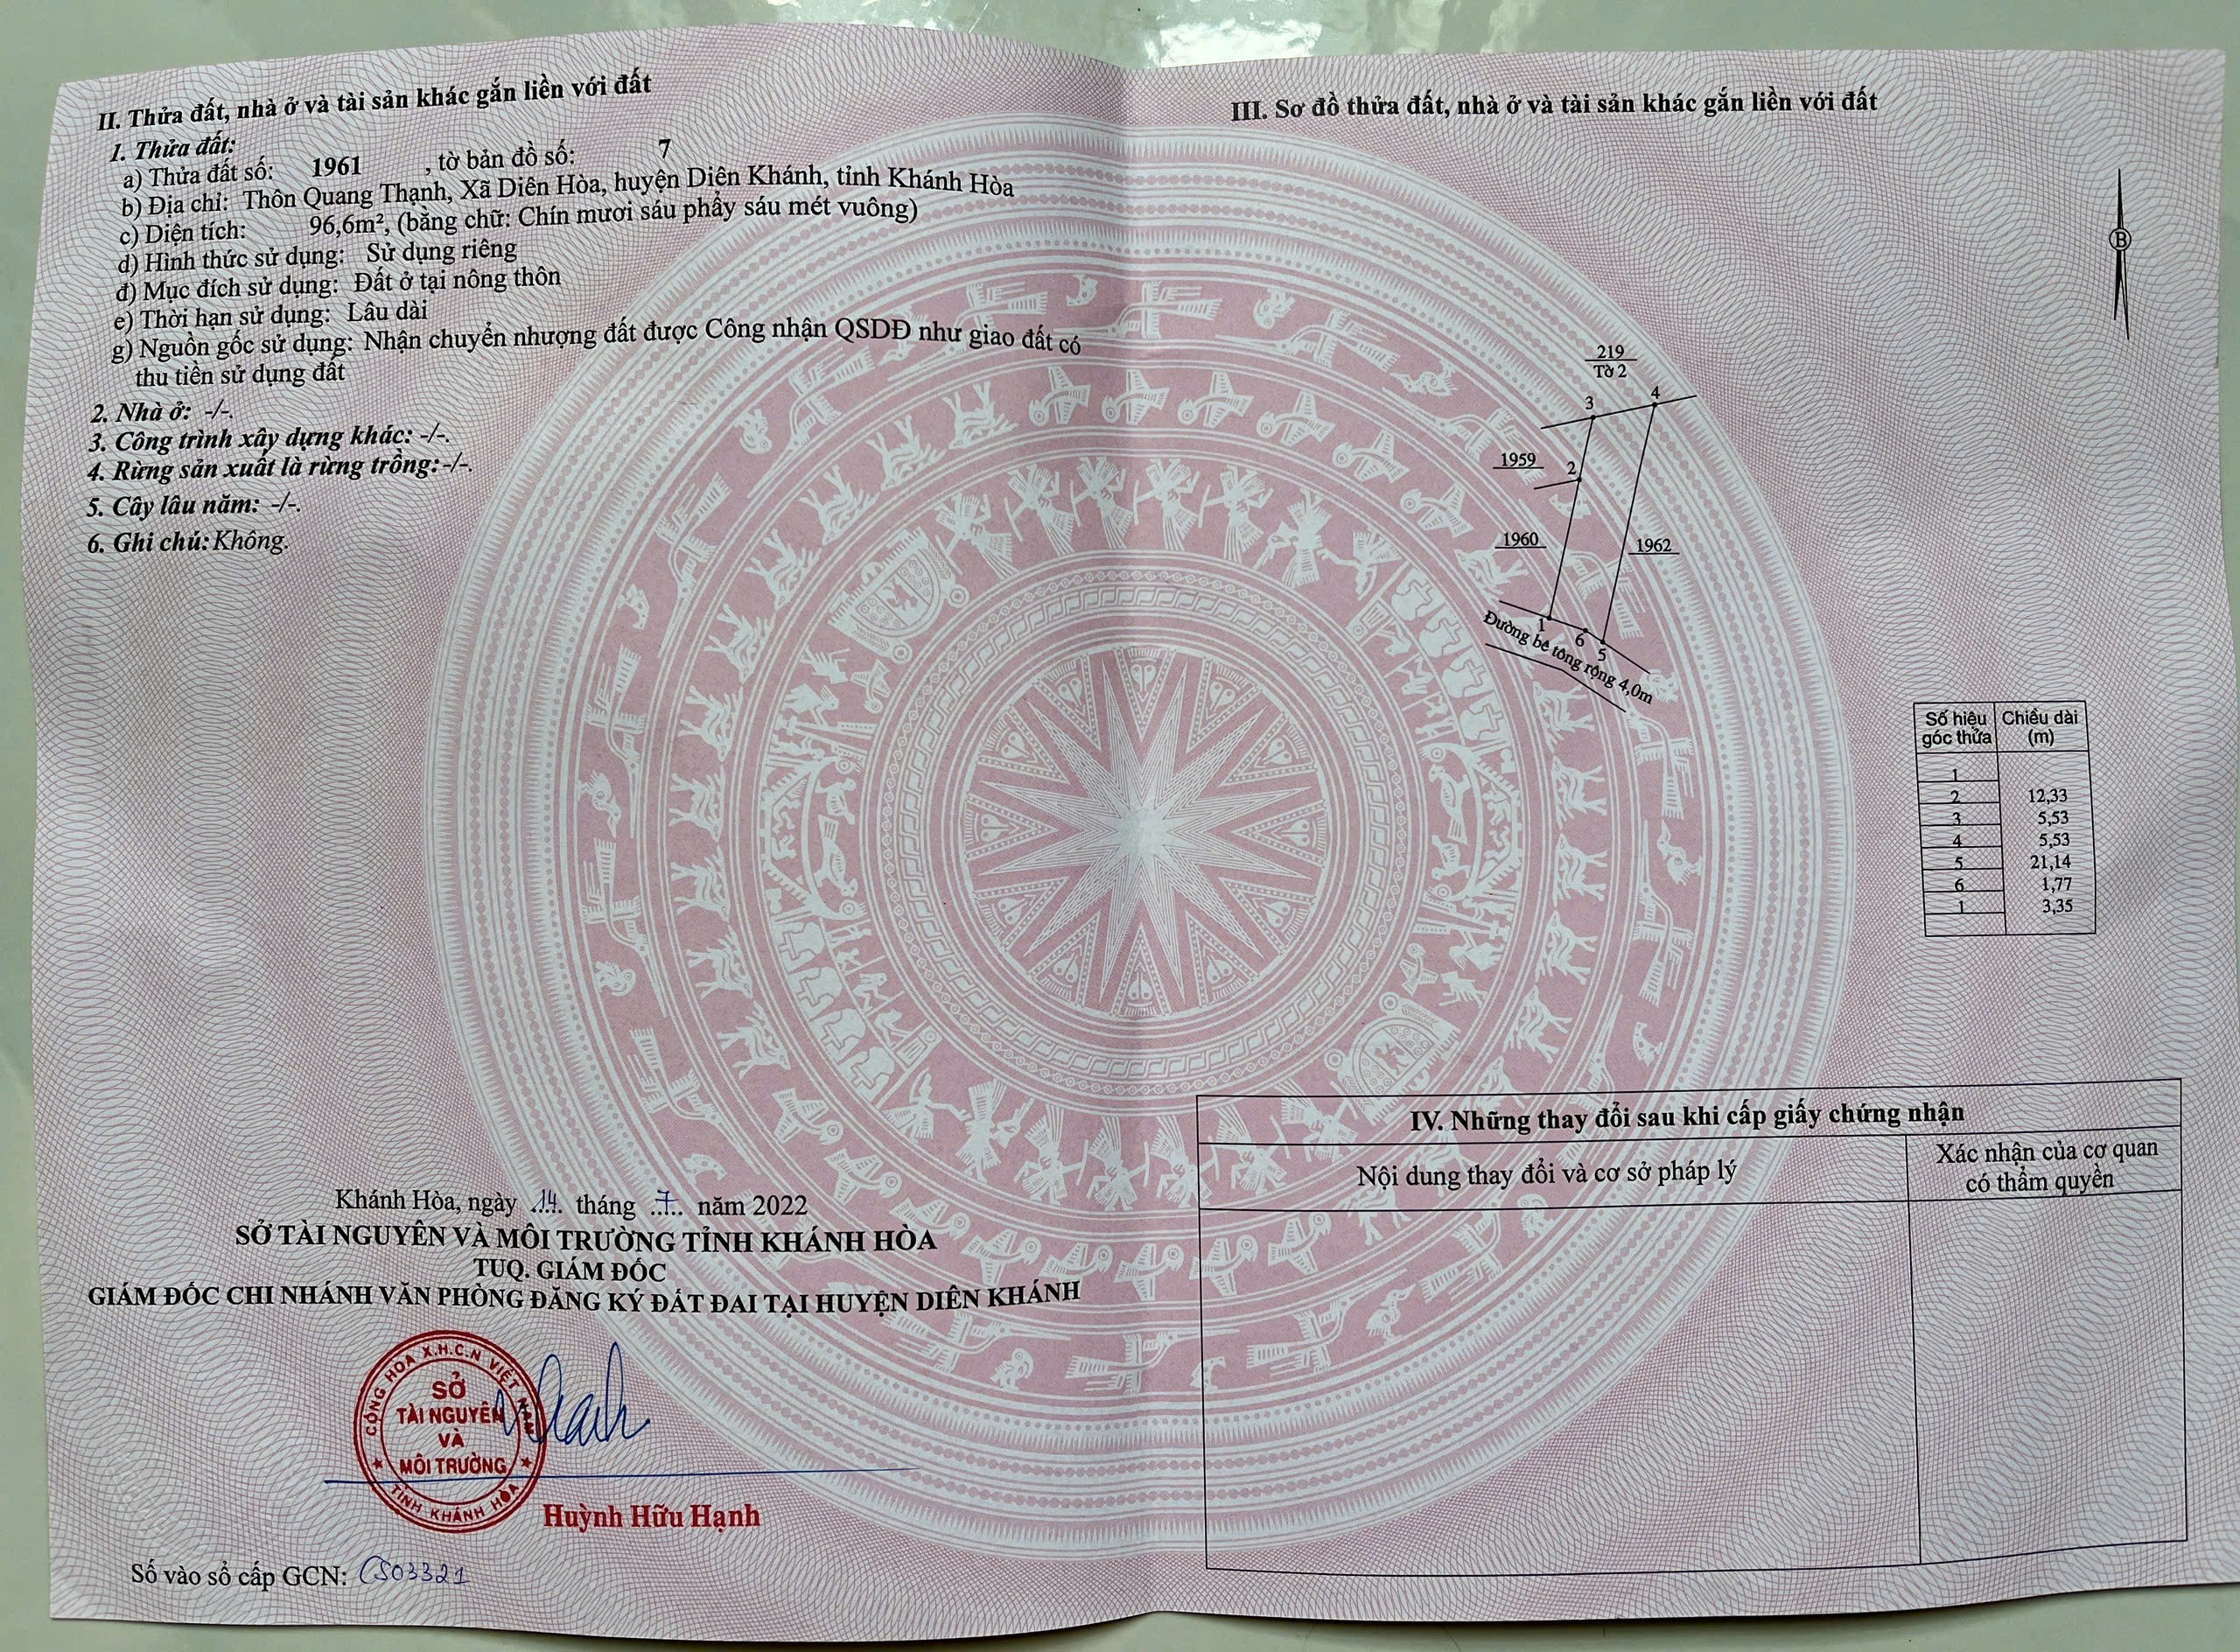 II. Thửa đất, nhà ở và tài sản khác gắn liền với đất
1. Thửa đất:
a) Thửa đất số: 1961 , tờ bản đồ số: 7
b) Địa chỉ: Thôn Quang Thạnh, Xã Diên Hòa, huyện Diên Khánh, tỉnh Khánh Hòa
c) Diện tích: 96,6m², (bằng chữ: Chín mươi sáu phẩy sáu mét vuông)
d) Hình thức sử dụng: Sử dụng riêng
đ) Mục đích sử dụng: Đất ở tại nông thôn
e) Thời hạn sử dụng: Lâu dài
g) Nguồn gốc sử dụng: Nhận chuyển nhượng đất được Công nhận QSDĐ như giao đất có
thu tiền sử dụng đất
2. Nhà ở: -/-.
3. Công trình xây dựng khác: -/-.
4. Rừng sản xuất là rừng trồng: -/-.
5. Cây lâu năm: -/-.
6. Ghi chú: Không.
Khánh Hòa, ngày 14 tháng 7 năm 2022
SỞ TÀI NGUYÊN VÀ MÔI TRƯỜNG TỈNH KHÁNH HÒA
TUQ. GIÁM ĐỐC
GIÁM ĐỐC CHI NHÁNH VĂN PHÒNG ĐĂNG KÝ ĐẤT ĐAI TẠI HUYỆN DIÊN KHÁNH
CỘNG HÒA X.H.C.N VIỆT NAM
SỞ
TÀI NGUYÊN
VÀ
MÔI TRƯỜNG
TỈNH KHÁNH HÒA
Huỳnh Hữu Hạnh
Số vào sổ cấp GCN: CS03321
III. Sơ đồ thửa đất, nhà ở và tài sản khác gắn liền với đất
B
219
Tờ 2
3
4
1959
2
1960
1962
1
6
5
Đường bê tông rộng 4,0m
Số hiệu góc thửa Chiều dài (m)
1
2 12,33
3 5,53
4 5,53
5 21,14
6 1,77
1 3,35
IV. Những thay đổi sau khi cấp giấy chứng nhận
Nội dung thay đổi và cơ sở pháp lý
Xác nhận của cơ quan
có thẩm quyền